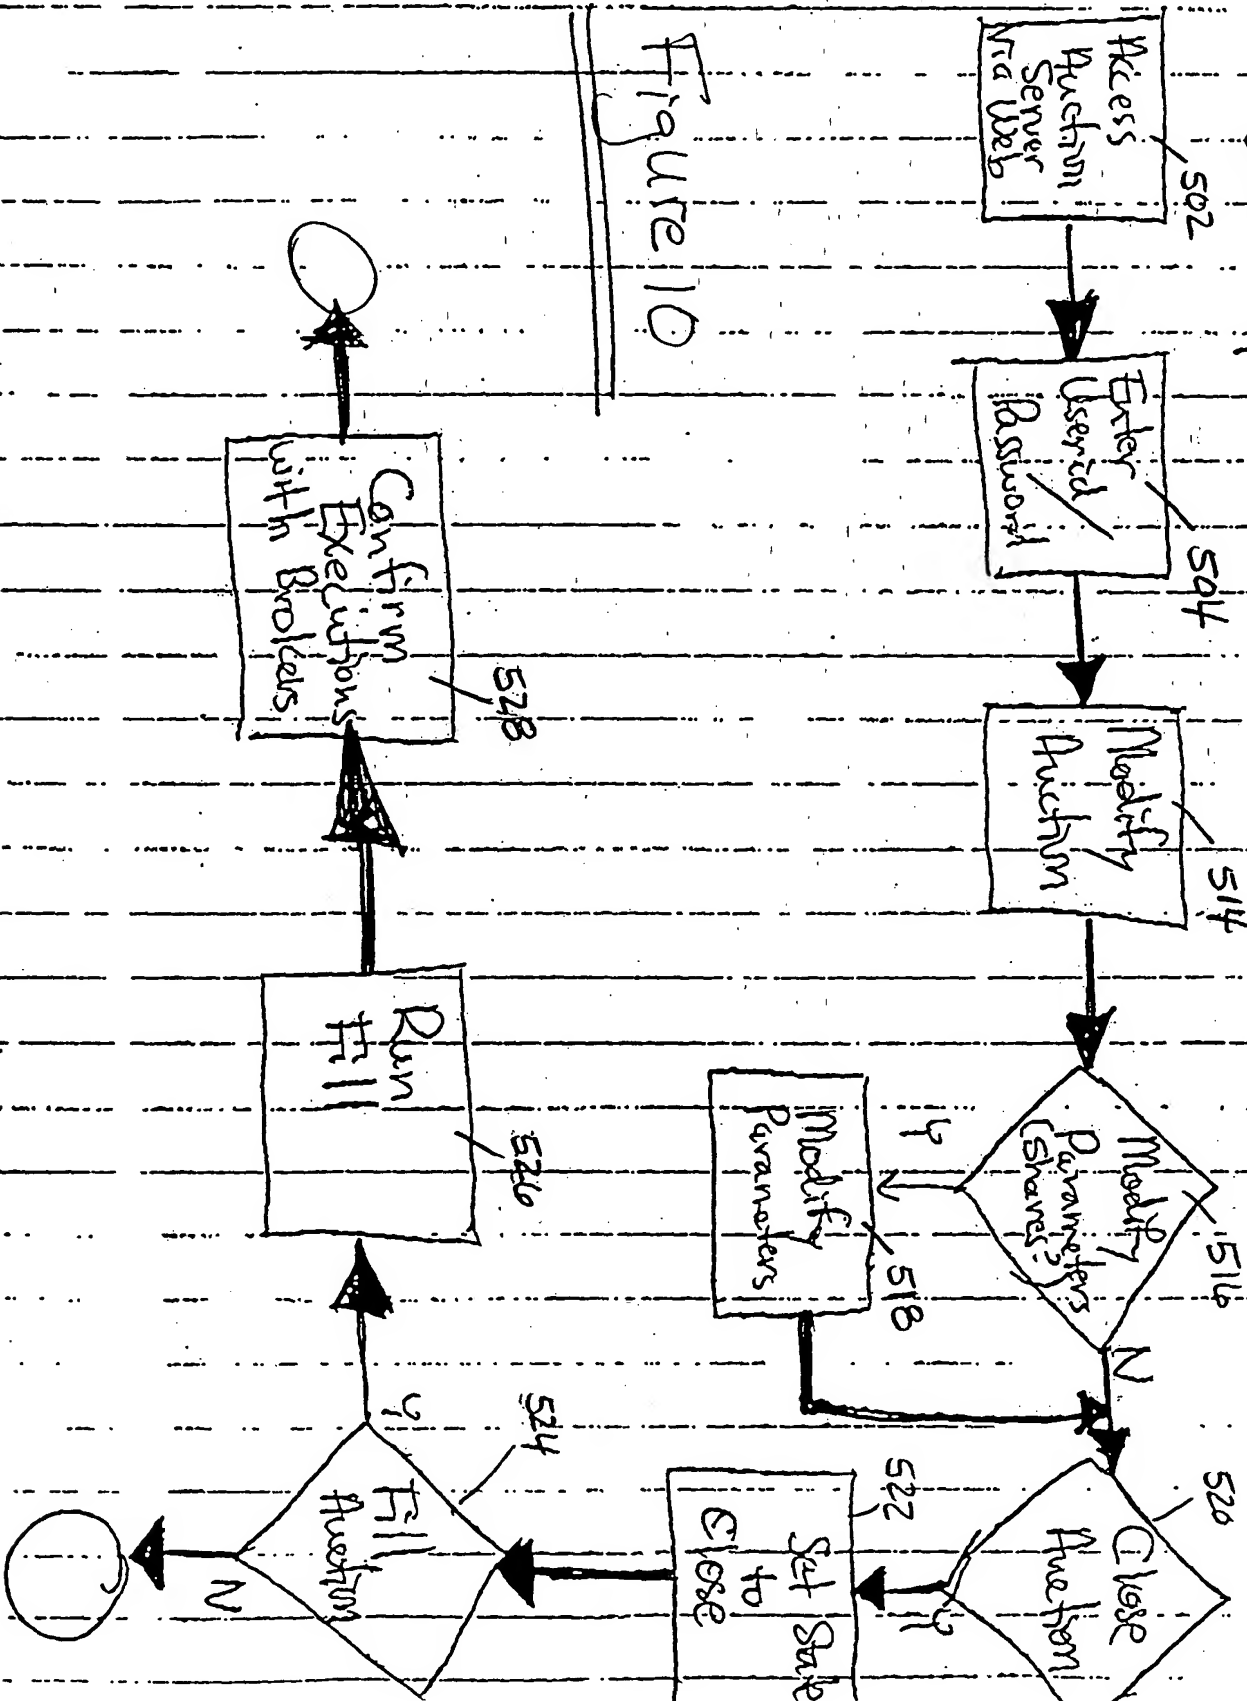 Access
Auction
Server
Via Web
502
Enter
Userid/
Password
504
Modify
Auction
514
Modify
Parameters
(Shares?)
516
Y
N
Modify
Parameters
518
Close
Auction
520
Y
Set State
to
Close
522
Fill
Auction
524
Y
N
Run
Fill
526
Confirm
Executions
with Brokers
528
Figure 10